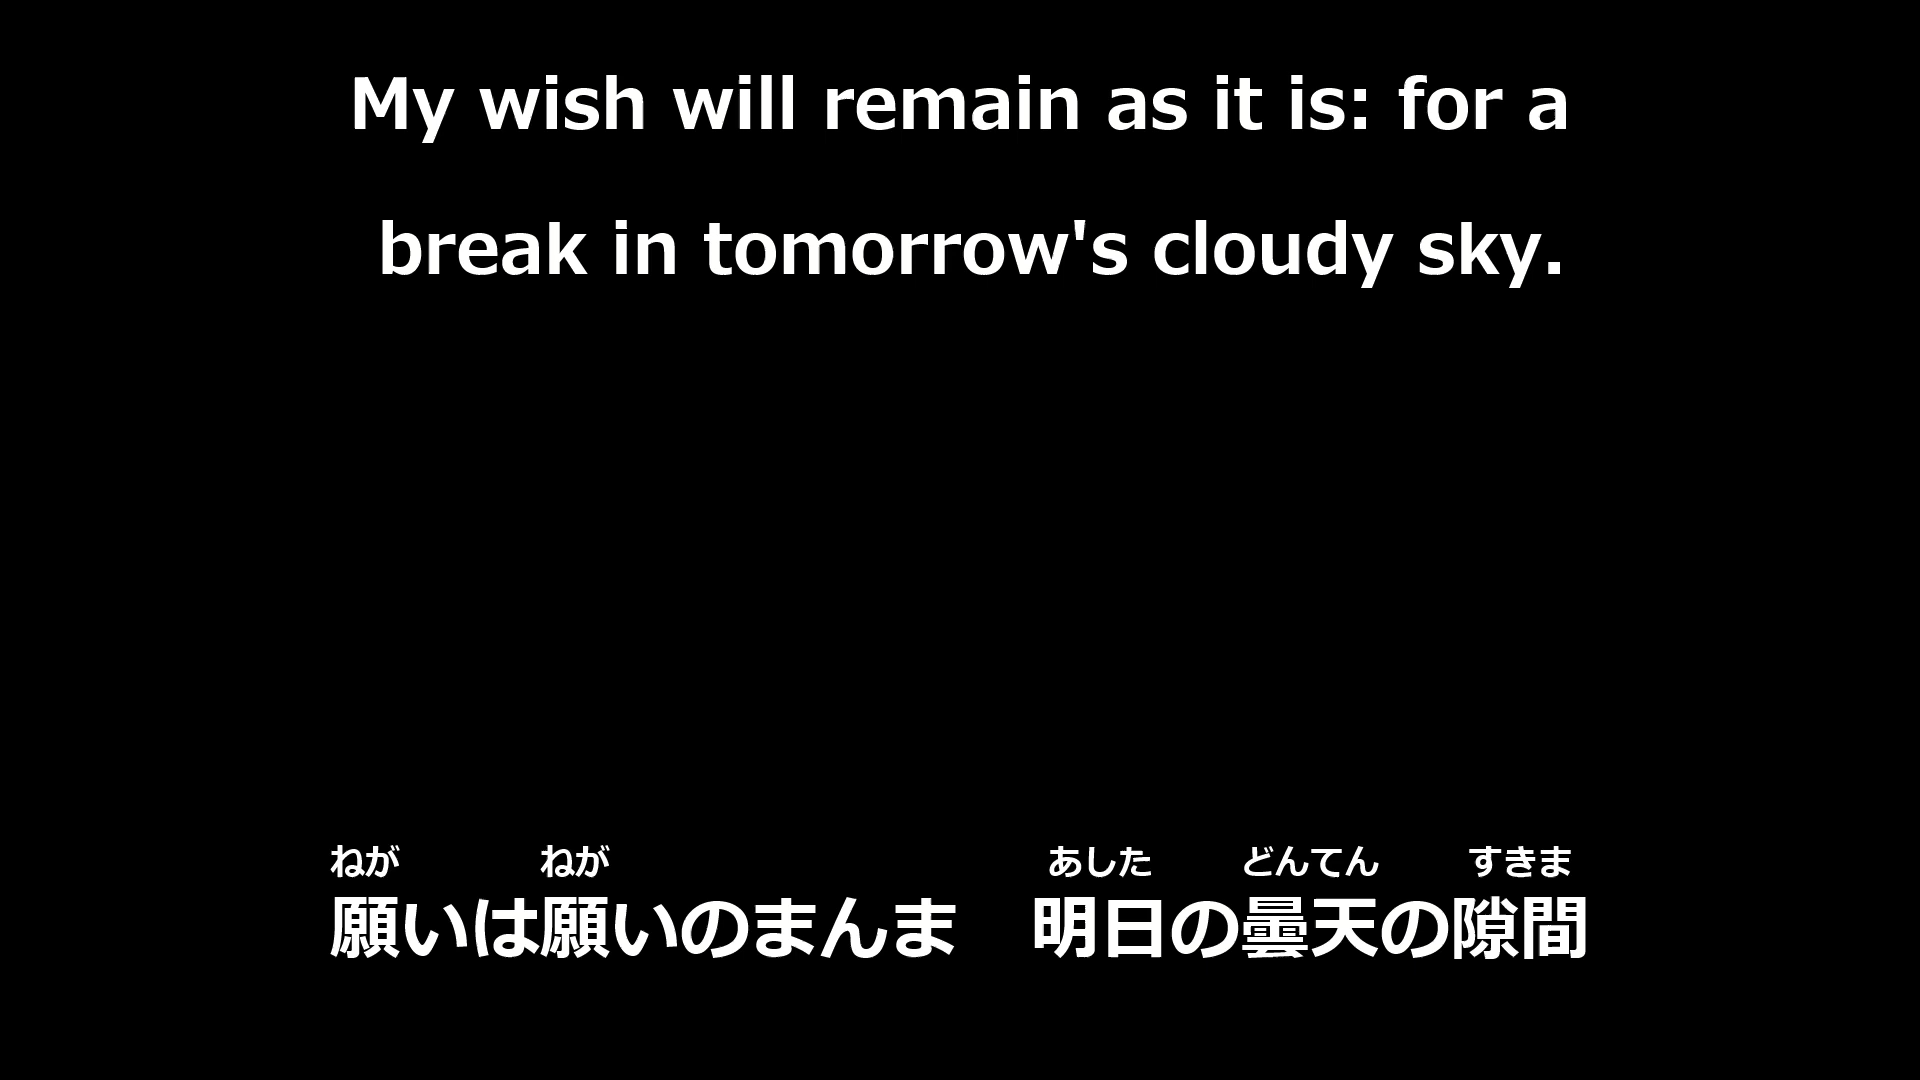 My wish will remain as it is: for a
break in tomorrow's cloudy sky.
ねが ねが あした どんてん すきま
願いは願いのまんま　明日の曇天の隙間